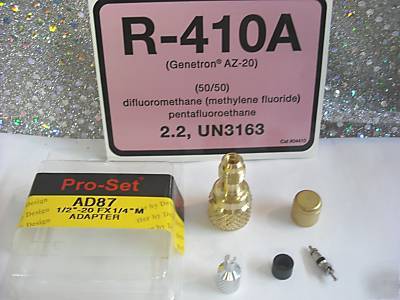 R-410A
(Genetron® AZ-20)
(50/50)
difluoromethane (methylene fluoride)
pentafluoroethane
2.2, UN3163
Pro-Set®
AD87
1/2"-20 FX1/4"M
ADAPTER